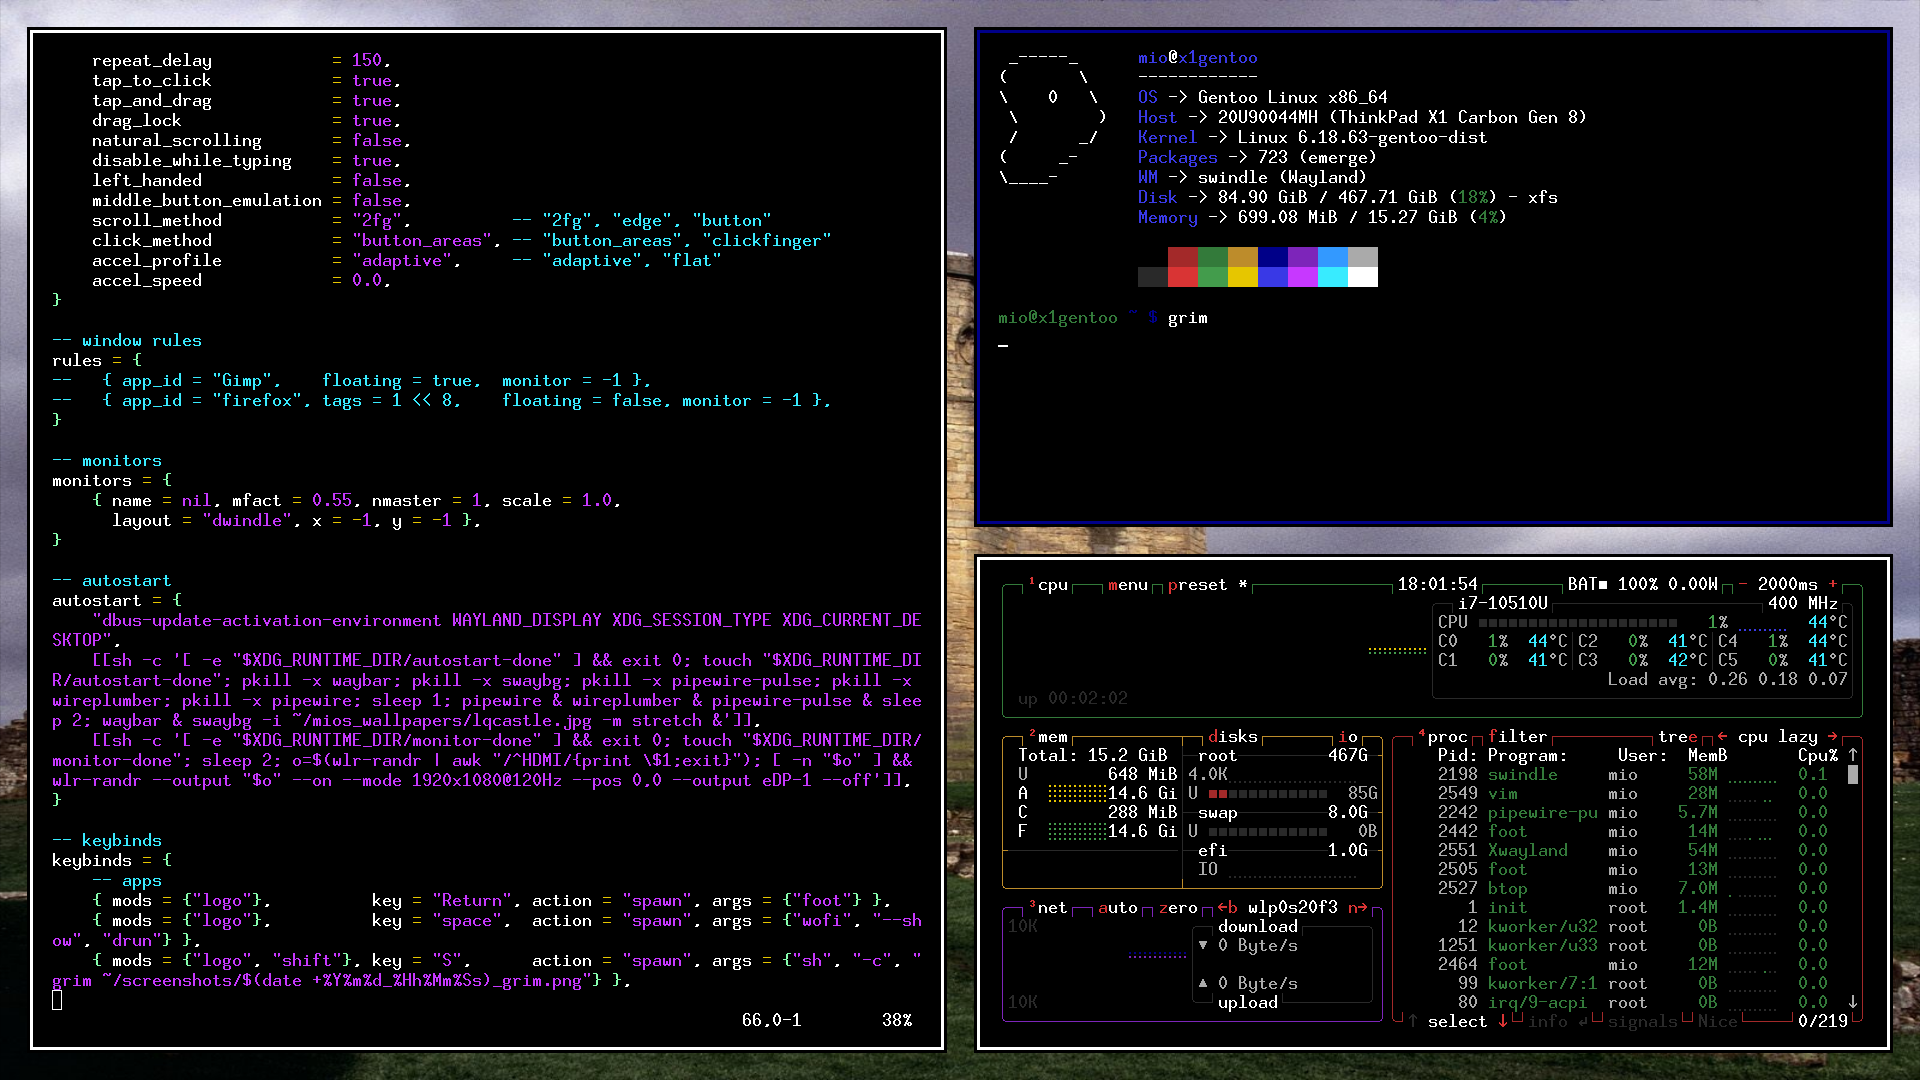 repeat_delay            = 150,
    tap_to_click            = true,
    tap_and_drag            = true,
    drag_lock               = true,
    natural_scrolling       = false,
    disable_while_typing    = true,
    left_handed             = false,
    middle_button_emulation = false,
    scroll_method           = "2fg",          -- "2fg", "edge", "button"
    click_method            = "button_areas", -- "button_areas", "clickfinger"
    accel_profile           = "adaptive",     -- "adaptive", "flat"
    accel_speed             = 0.0,
}
-- window rules
rules = {
--   { app_id = "Gimp",    floating = true,  monitor = -1 },
--   { app_id = "firefox", tags = 1 << 8,    floating = false, monitor = -1 },
}
-- monitors
monitors = {
    { name = nil, mfact = 0.55, nmaster = 1, scale = 1.0,
      layout = "dwindle", x = -1, y = -1 },
}
-- autostart
autostart = {
    "dbus-update-activation-environment WAYLAND_DISPLAY XDG_SESSION_TYPE XDG_CURRENT_DE
SKTOP",
    [[sh -c '[ -e "$XDG_RUNTIME_DIR/autostart-done" ] && exit 0; touch "$XDG_RUNTIME_DI
R/autostart-done"; pkill -x waybar; pkill -x swaybg; pkill -x pipewire-pulse; pkill -x
wireplumber; pkill -x pipewire; sleep 1; pipewire & wireplumber & pipewire-pulse & slee
p 2; waybar & swaybg -i ~/mios_wallpapers/lqcastle.jpg -m stretch &']],
    [[sh -c '[ -e "$XDG_RUNTIME_DIR/monitor-done" ] && exit 0; touch "$XDG_RUNTIME_DIR/
monitor-done"; sleep 2; o=$(wlr-randr | awk "/^HDMI/{print \$1;exit}"); [ -n "$o" ] &&
wlr-randr --output "$o" --on --mode 1920x1080@120Hz --pos 0,0 --output eDP-1 --off']],
}
-- keybinds
keybinds = {
    -- apps
    { mods = {"logo"},          key = "Return", action = "spawn", args = {"foot"} },
    { mods = {"logo"},          key = "space",  action = "spawn", args = {"wofi", "--sh
ow", "drun"} },
    { mods = {"logo", "shift"}, key = "S",      action = "spawn", args = {"sh", "-c", "
grim ~/screenshots/$(date +%Y%m%d_%Hh%Mm%Ss)_grim.png"} },
66,0-1        38%
 _-----_
(       \
\    0   \
 \        )
 /      _/
(     _-
\____-
mio@x1gentoo
------------
OS -> Gentoo Linux x86_64
Host -> 20U90044MH (ThinkPad X1 Carbon Gen 8)
Kernel -> Linux 6.18.63-gentoo-dist
Packages -> 723 (emerge)
WM -> swindle (Wayland)
Disk -> 84.90 GiB / 467.71 GiB (18%) - xfs
Memory -> 699.08 MiB / 15.27 GiB (4%)
mio@x1gentoo ~ $ grim
1cpu menu preset * 18:01:54 BAT■ 100% 0.00W - 2000ms +
i7-10510U 400 MHz
CPU 1% 44°C
C0 1% 44°C C2 0% 41°C C4 1% 44°C
C1 0% 41°C C3 0% 42°C C5 0% 41°C
Load avg: 0.26 0.18 0.07
up 00:02:02
2mem disks io
Total: 15.2 GiB
U 648 MiB
A 14.6 Gi
C 288 MiB
F 14.6 Gi
root 467G
4.0K
U 85G
swap 8.0G
U 0B
efi 1.0G
IO
3net auto zero ←b wlp0s20f3 n→
10K
download
▼ 0 Byte/s
▲ 0 Byte/s
upload
10K
4proc filter tree ← cpu lazy →
Pid: Program: User: MemB Cpu% ↑
2198 swindle mio 58M 0.1
2549 vim mio 28M 0.0
2242 pipewire-pu mio 5.7M 0.0
2442 foot mio 14M 0.0
2551 Xwayland mio 54M 0.0
2505 foot mio 13M 0.0
2527 btop mio 7.0M 0.0
1 init root 1.4M 0.0
12 kworker/u32 root 0B 0.0
1251 kworker/u33 root 0B 0.0
2464 foot mio 12M 0.0
99 kworker/7:1 root 0B 0.0
80 irq/9-acpi root 0B 0.0 ↓
↑ select ↓ info ↲ signals Nice 0/219